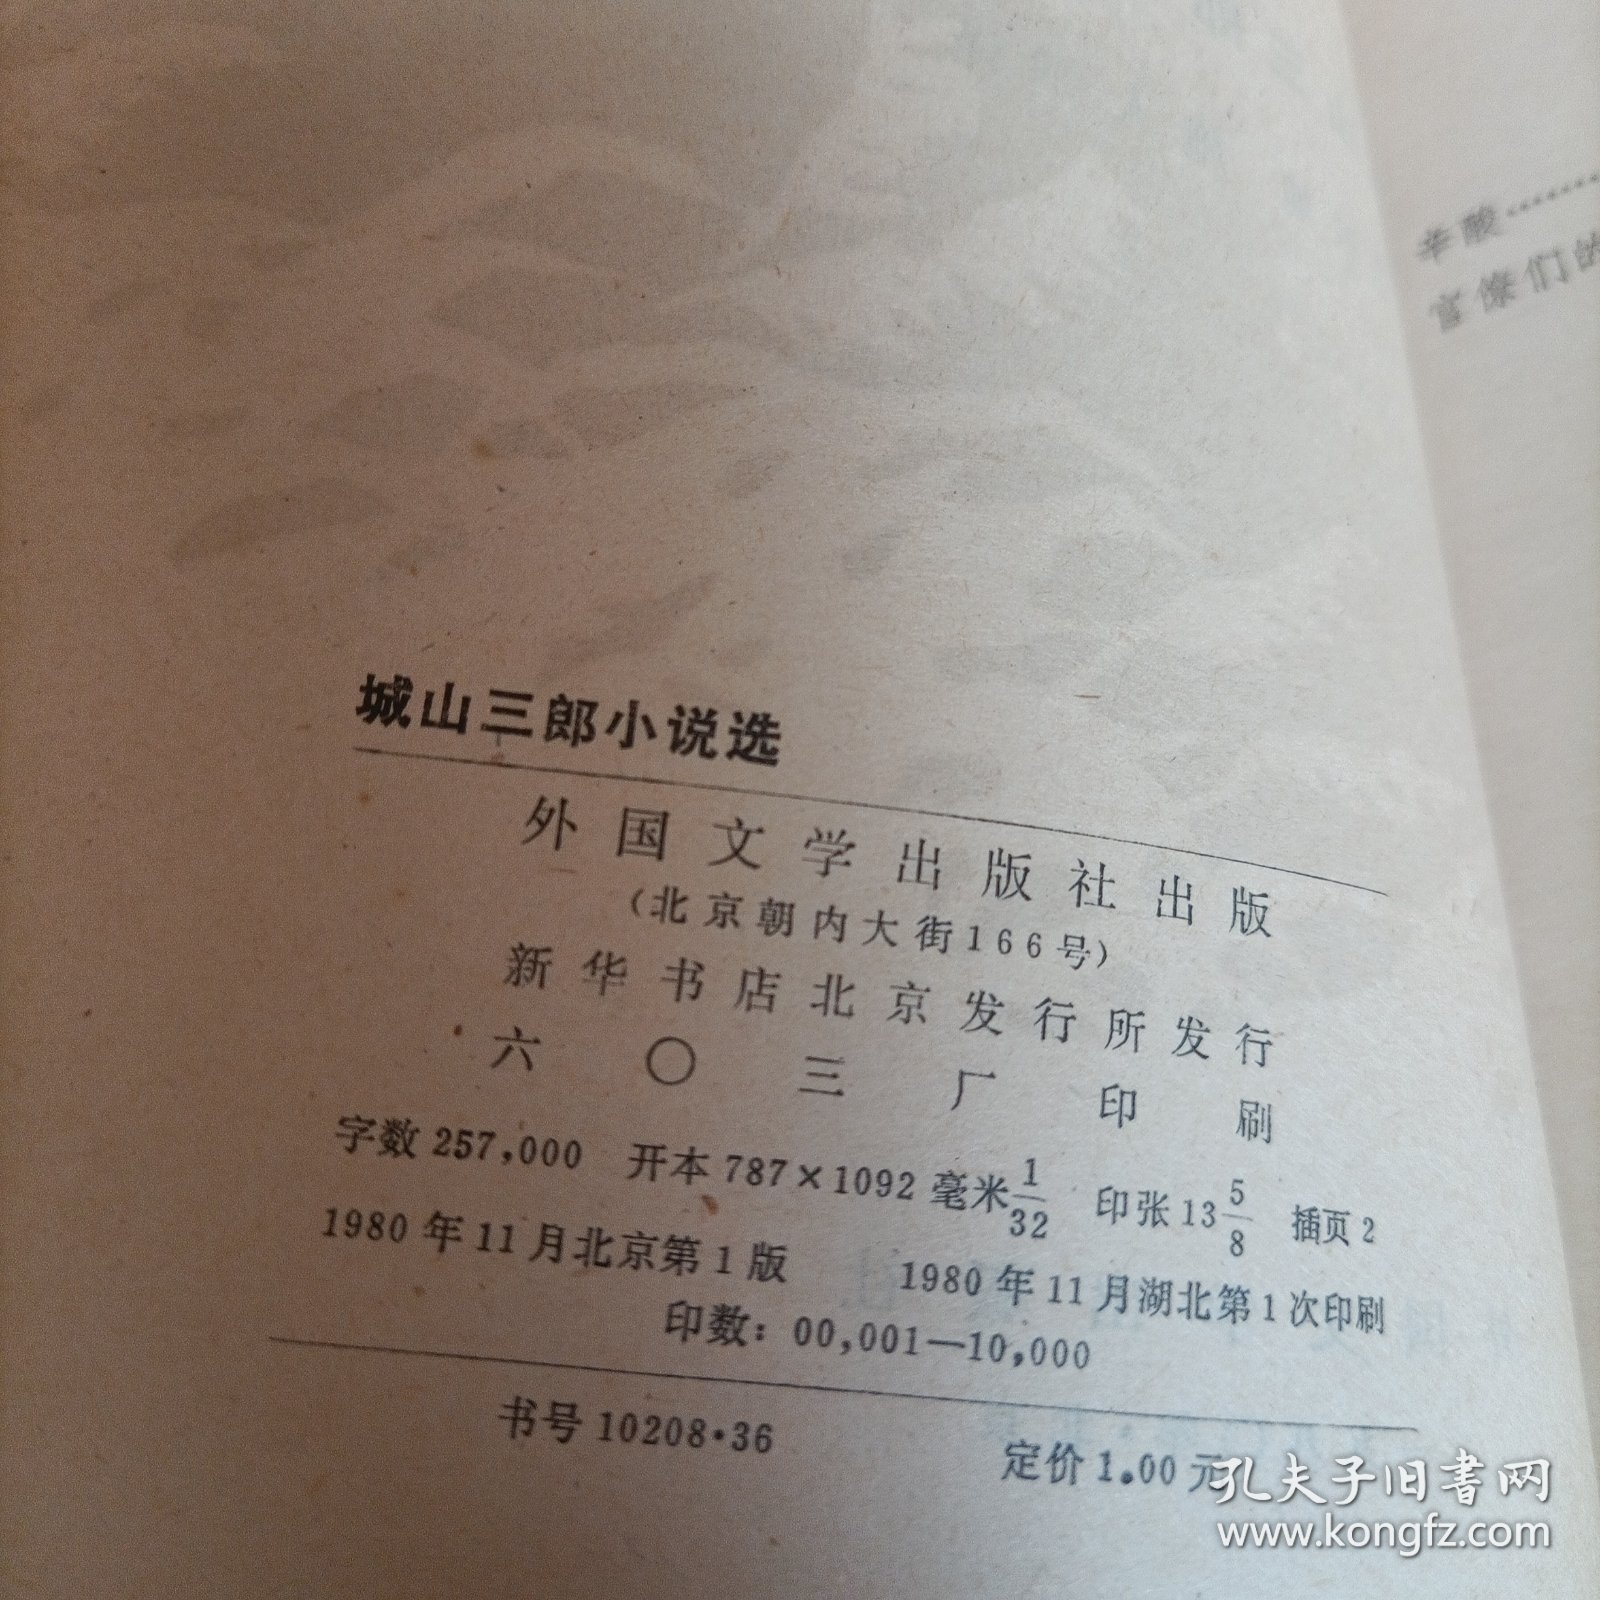 城山三郎小说选
外国文学出版社出版
(北京朝内大街166号)
新华书店北京发行所发行
六〇三厂印刷
字数 257,000 开本 787×1092 毫米 1/32 印张 13 5/8 插页 2
1980 年 11 月北京第 1 版 1980 年 11 月湖北第 1 次印刷
印数: 00,001—10,000
书号 10208·36 定价 1.00 元
辛酸………
官僚们的
孔夫子旧书网
www.kongfz.com